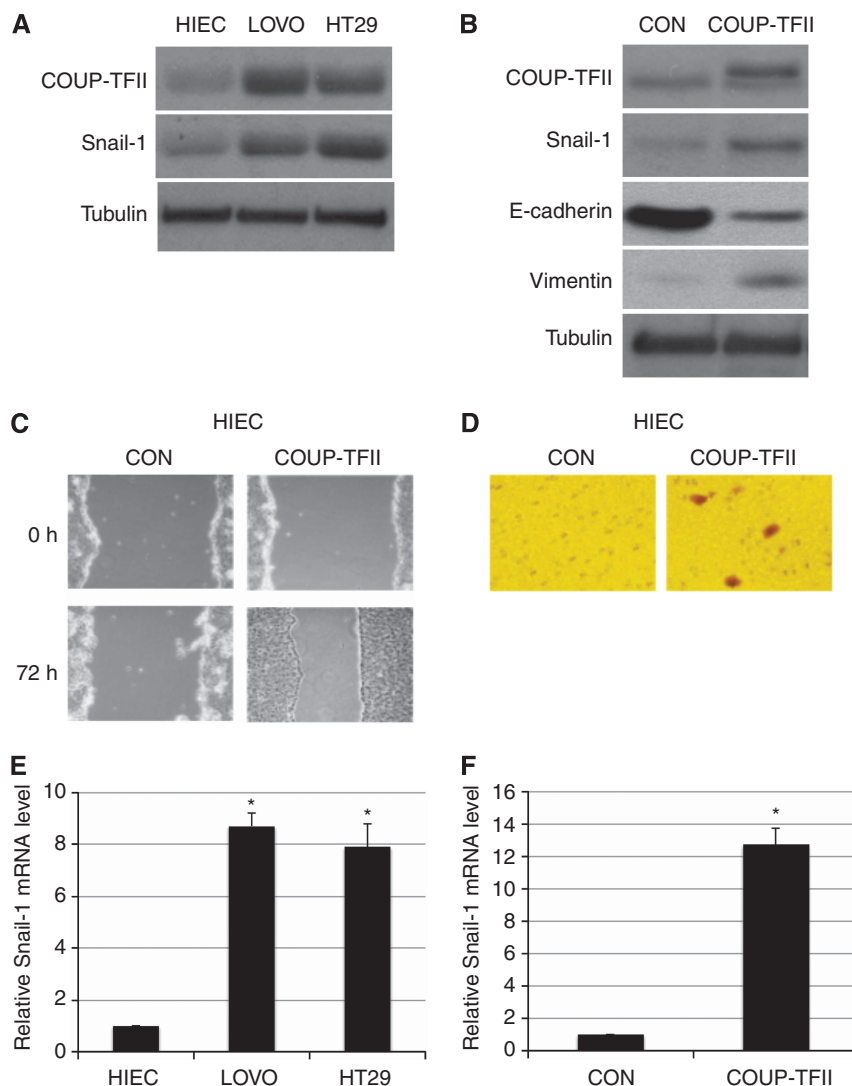 A
HIEC LOVO HT29
COUP-TFII
Snail-1
Tubulin
B
CON COUP-TFII
COUP-TFII
Snail-1
E-cadherin
Vimentin
Tubulin
C
HIEC
CON COUP-TFII
0 h
72 h
D
HIEC
CON COUP-TFII
E
Relative Snail-1 mRNA level
10
8
6
4
2
0
* *
HIEC LOVO HT29
F
Relative Snail-1 mRNA level
16
14
12
10
8
6
4
2
0
*
CON COUP-TFII